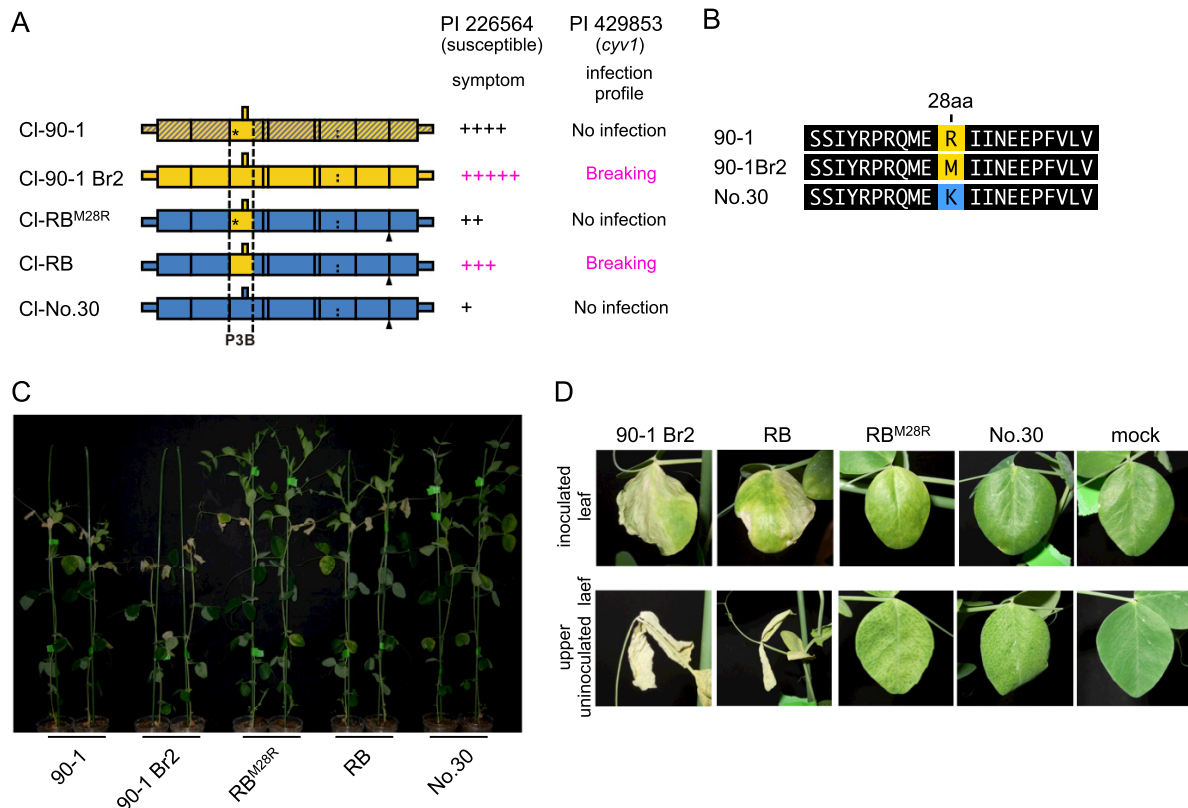 A
PI 226564
(susceptible)
symptom
PI 429853
(cyv1)
infection
profile
Cl-90-1
*
:
++++
No infection
Cl-90-1 Br2
:
+++++
Breaking
Cl-RBM28R
*
:
++
No infection
Cl-RB
:
+++
Breaking
Cl-No.30
:
+
No infection
P3B
B
28aa
90-1
SSIYRPRQME R IINEEPFVLV
90-1Br2
SSIYRPRQME M IINEEPFVLV
No.30
SSIYRPRQME K IINEEPFVLV
C
90-1
90-1 Br2
RBM28R
RB
No.30
D
90-1 Br2
RB
RBM28R
No.30
mock
inoculated
leaf
upper
uninoculated laef